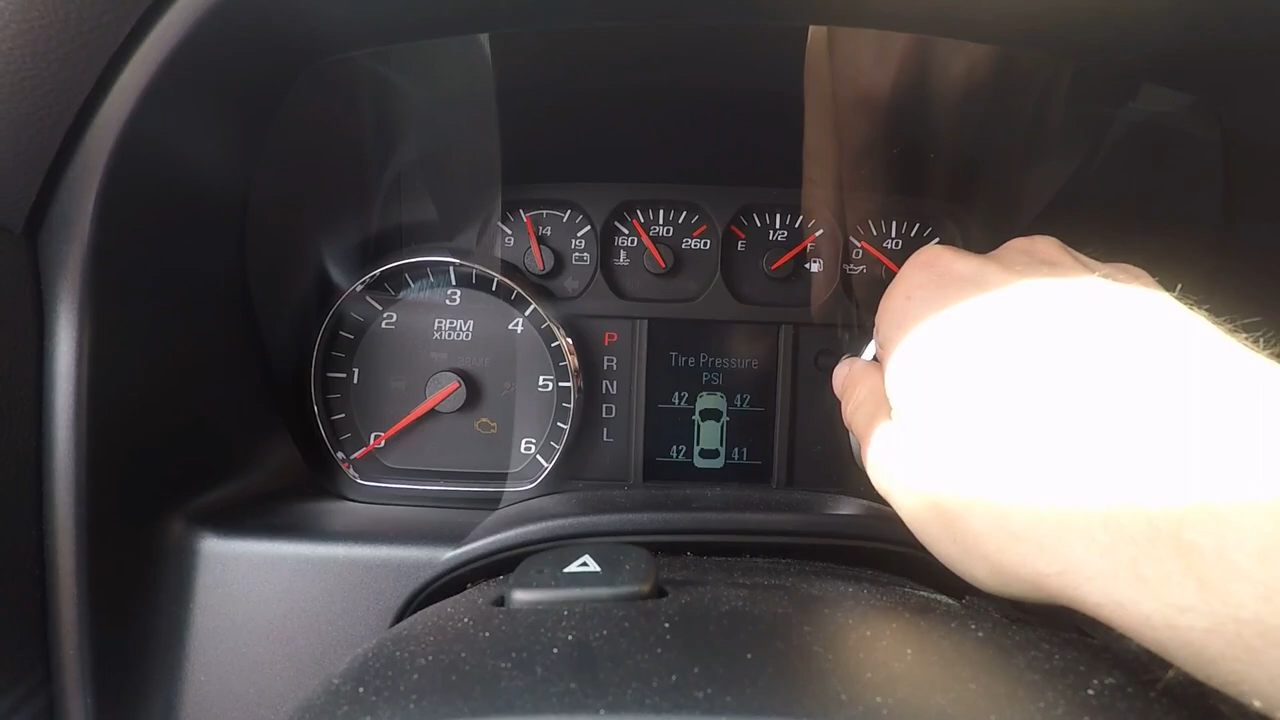 9 14 19
160 210 260
E 1/2 F
0 40
0 1 2 3 4 5 6
RPM
x1000
BRAKE
P
R
N
D
L
Tire Pressure
PSI
42 42
42 41